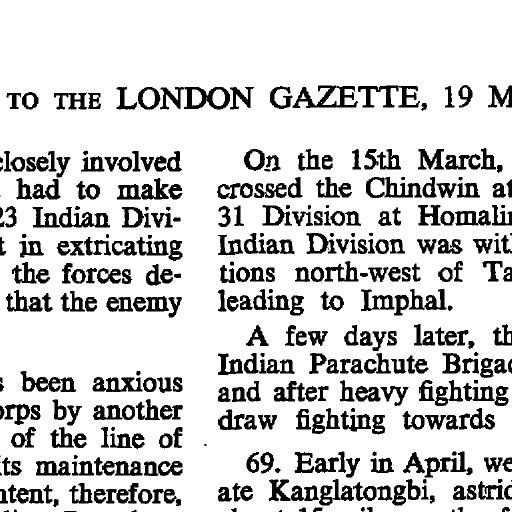 TO THE LONDON GAZETTE, 19 M
closely involved
had to make
23 Indian Divi-
in extricating
the forces de-
that the enemy
been anxious
by another
of the line of
its maintenance
therefore,
On the 15th March,
crossed the Chindwin at
31 Division at Homalin
Indian Division was with
tions north-west of Ta
leading to Imphal.
A few days later, th
Indian Parachute Brigad
and after heavy fighting
draw fighting towards
69. Early in April, we
ate Kanglatongbi, astrid